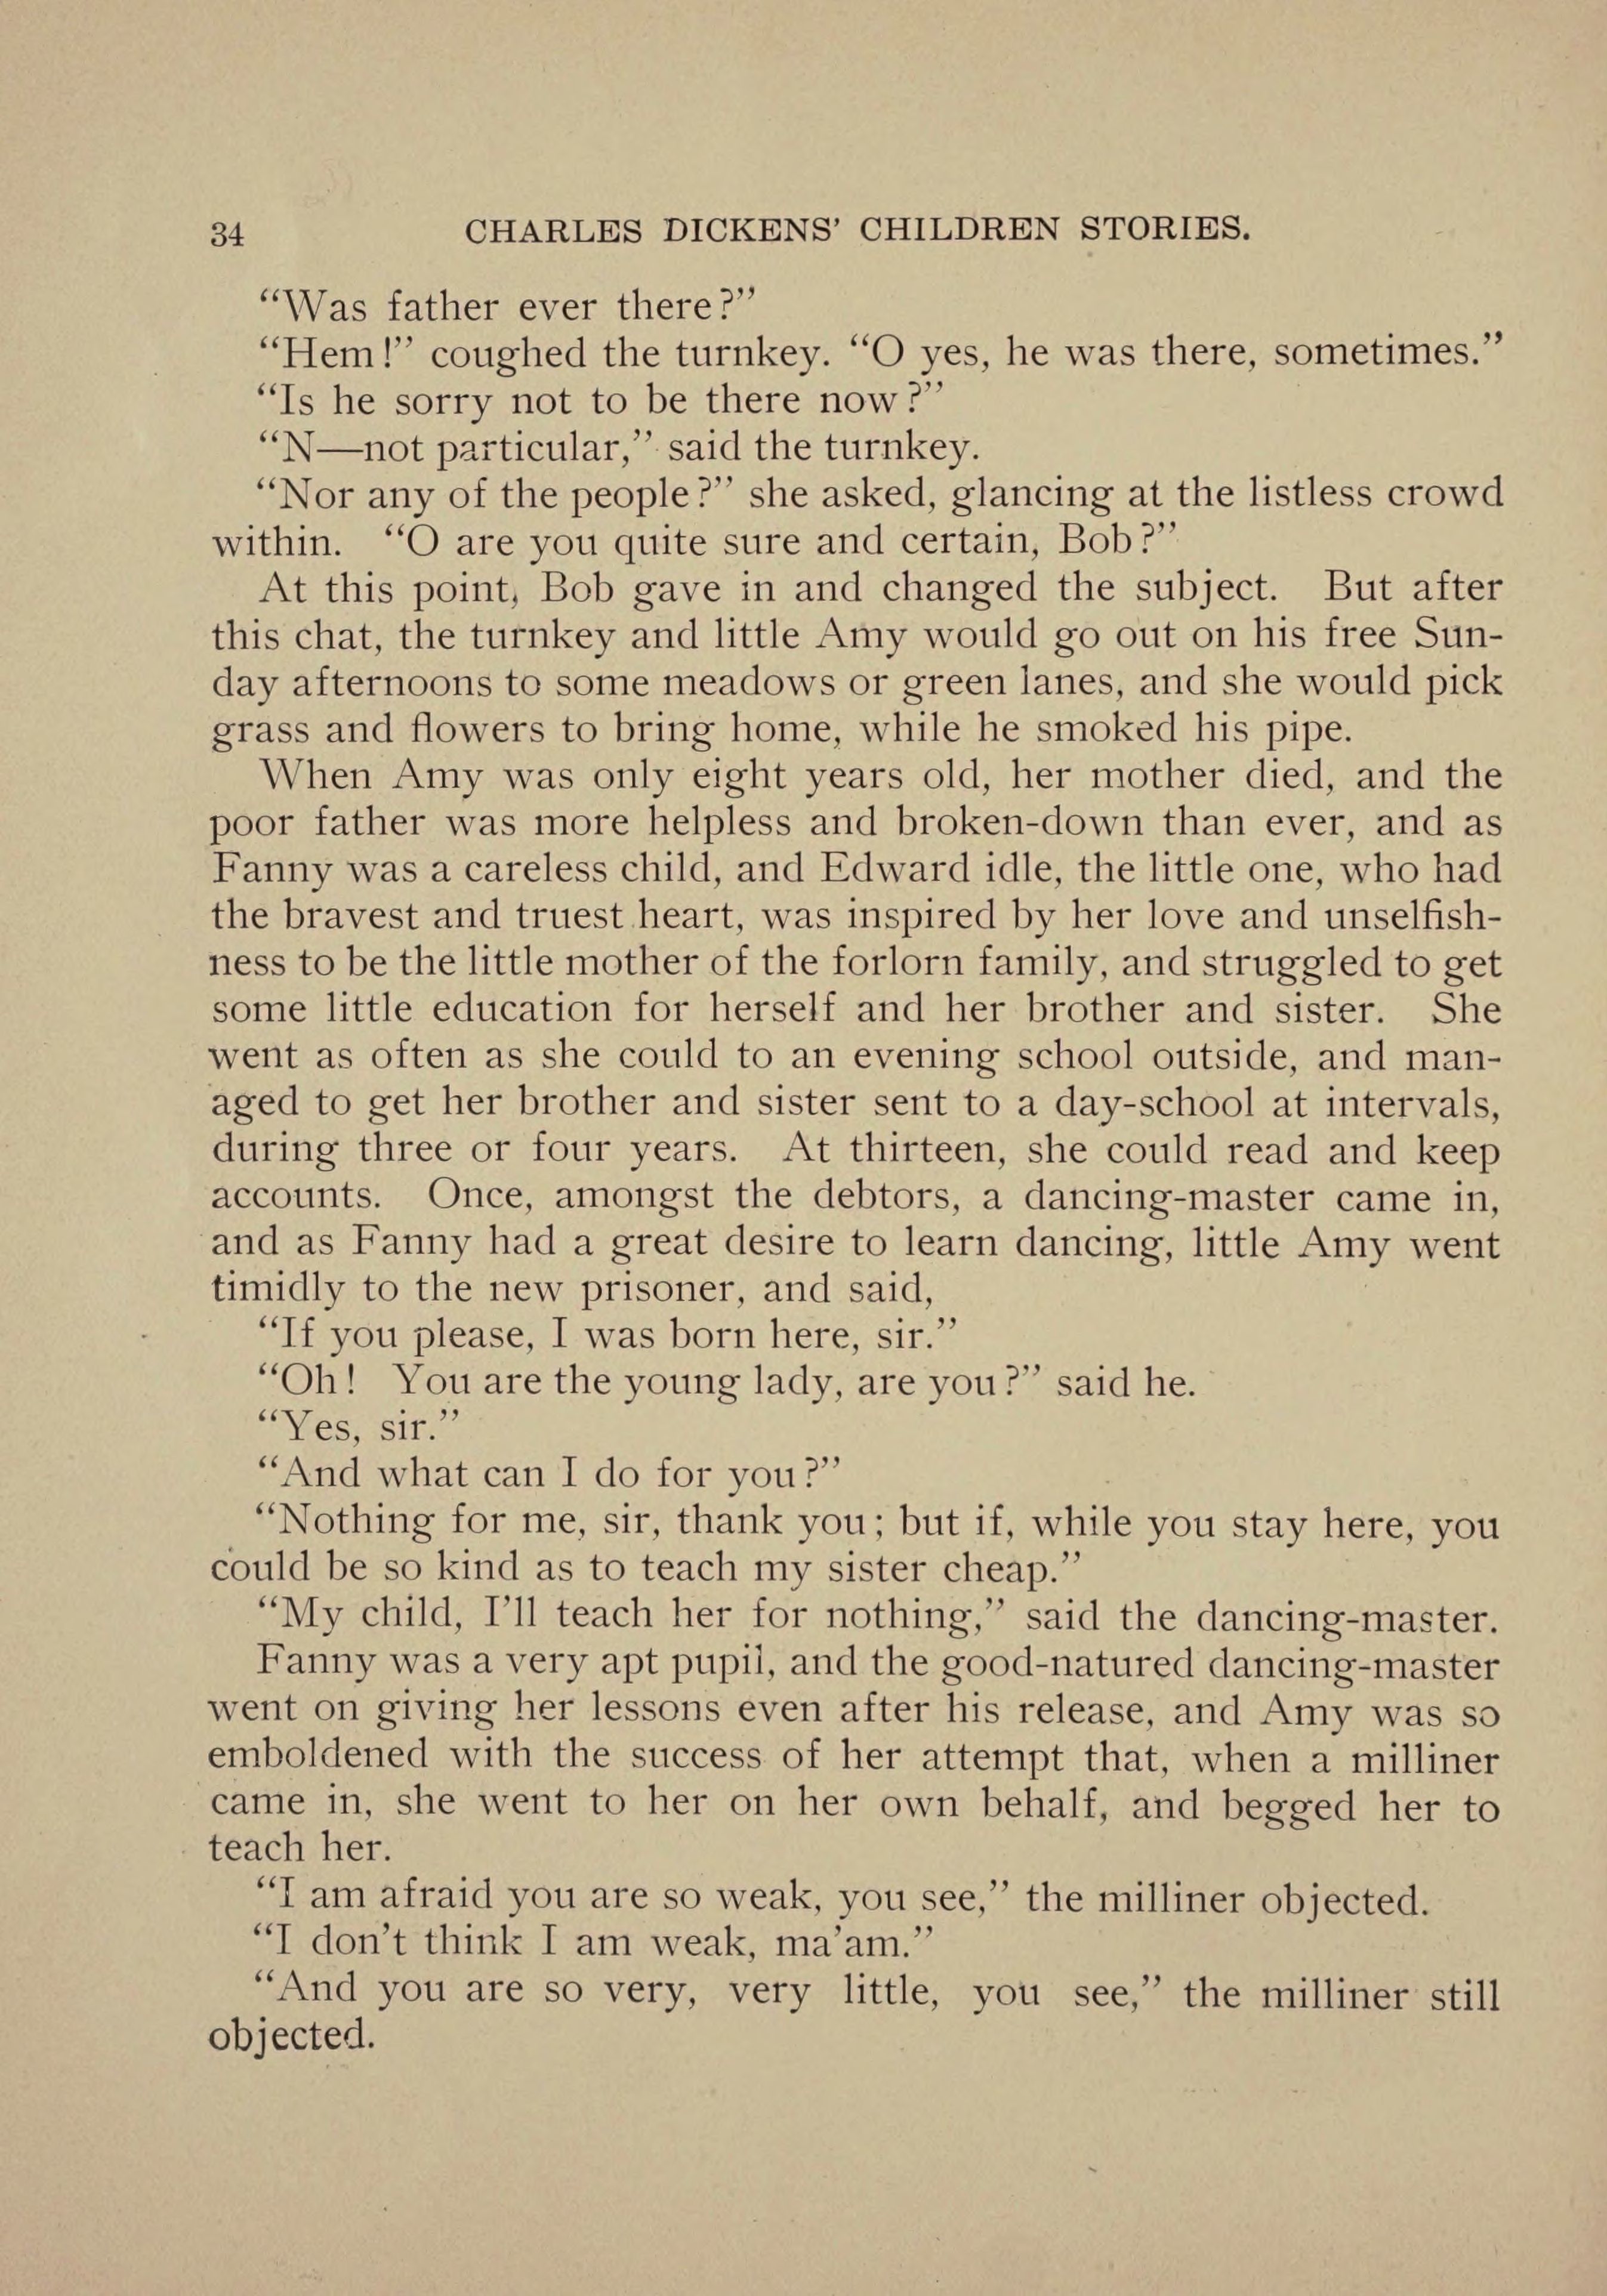 34 CHARLES DICKENS' CHILDREN STORIES.
“Was father ever there?”
“Hem!” coughed the turnkey. “O yes, he was there, sometimes.”
“Is he sorry not to be there now?”
“N—not particular,” said the turnkey.
“Nor any of the people?” she asked, glancing at the listless crowd
within. “O are you quite sure and certain, Bob?”
At this point, Bob gave in and changed the subject. But after
this chat, the turnkey and little Amy would go out on his free Sun-
day afternoons to some meadows or green lanes, and she would pick
grass and flowers to bring home, while he smoked his pipe.
When Amy was only eight years old, her mother died, and the
poor father was more helpless and broken-down than ever, and as
Fanny was a careless child, and Edward idle, the little one, who had
the bravest and truest heart, was inspired by her love and unselfish-
ness to be the little mother of the forlorn family, and struggled to get
some little education for herself and her brother and sister. She
went as often as she could to an evening school outside, and man-
aged to get her brother and sister sent to a day-school at intervals,
during three or four years. At thirteen, she could read and keep
accounts. Once, amongst the debtors, a dancing-master came in,
and as Fanny had a great desire to learn dancing, little Amy went
timidly to the new prisoner, and said,
“If you please, I was born here, sir.”
“Oh! You are the young lady, are you?” said he.
“Yes, sir.”
“And what can I do for you?”
“Nothing for me, sir, thank you; but if, while you stay here, you
could be so kind as to teach my sister cheap.”
“My child, I'll teach her for nothing,” said the dancing-master.
Fanny was a very apt pupil, and the good-natured dancing-master
went on giving her lessons even after his release, and Amy was so
emboldened with the success of her attempt that, when a milliner
came in, she went to her on her own behalf, and begged her to
teach her.
“I am afraid you are so weak, you see,” the milliner objected.
“I don't think I am weak, ma'am.”
“And you are so very, very little, you see,” the milliner still
objected.